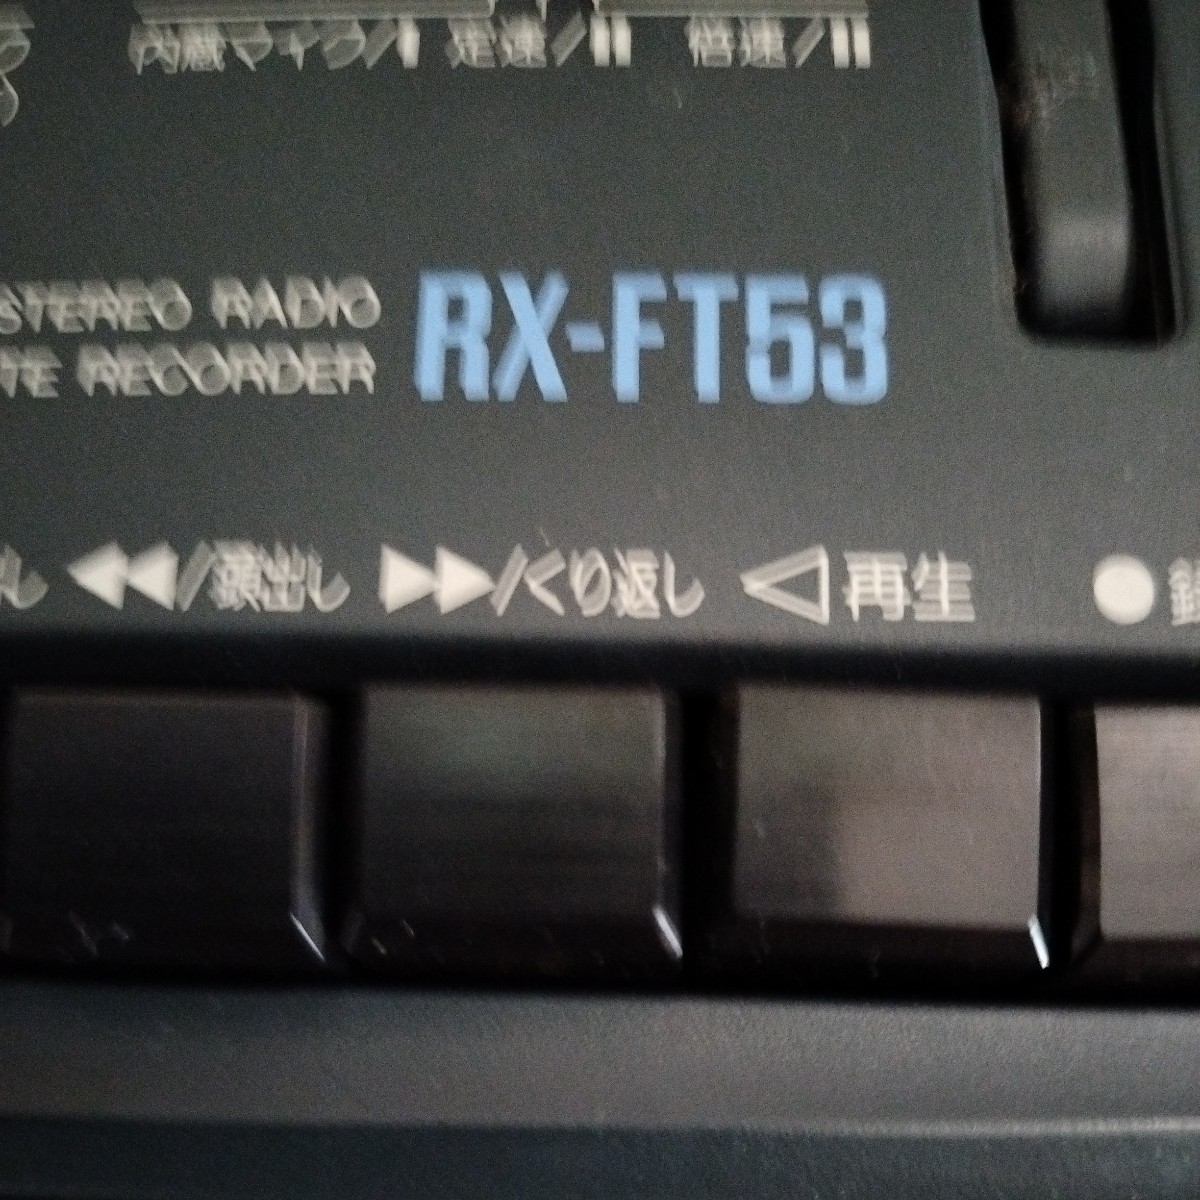 内蔵マイク/I 定速/II 倍速/II
STEREO RADIO
RECORDER
RX-FT53
◀◀/頭出し ▶▶/くり返し ◁再生 ●